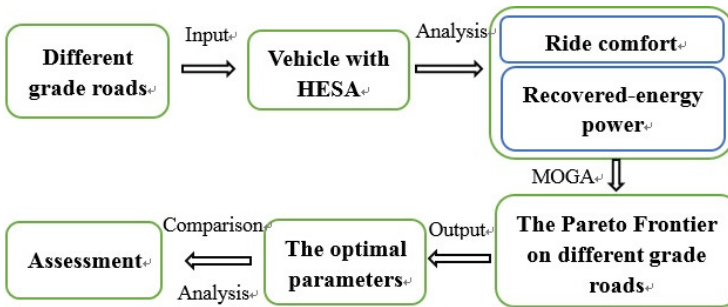 Different
grade roads
Input
Vehicle with
HESA
Analysis
Ride comfort
Recovered-energy
power
MOGA
The Pareto Frontier
on different grade
roads
Output
The optimal
parameters
Comparison
Analysis
Assessment